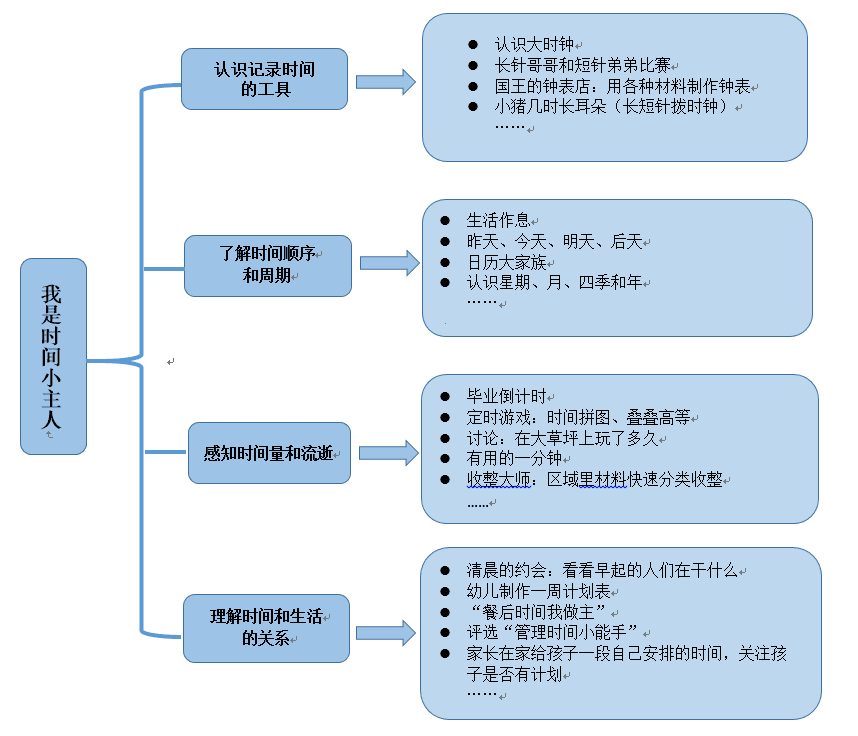 我是时间小主人
认识记录时间
的工具
认识大时钟
长针哥哥和短针弟弟比赛
国王的钟表店：用各种材料制作钟表
小猪几时长耳朵（长短针拨时钟）
……
了解时间顺序
和周期
生活作息
昨天、今天、明天、后天
日历大家族
认识星期、月、四季和年
……
感知时间量和流逝
毕业倒计时
定时游戏：时间拼图、叠叠高等
讨论：在大草坪上玩了多久
有用的一分钟
收整大师：区域里材料快速分类收整
……
理解时间和生活
的关系
清晨的约会：看看早起的人们在干什么
幼儿制作一周计划表
“餐后时间我做主”
评选“管理时间小能手”
家长在家给孩子一段自己安排的时间，关注孩
子是否有计划
……